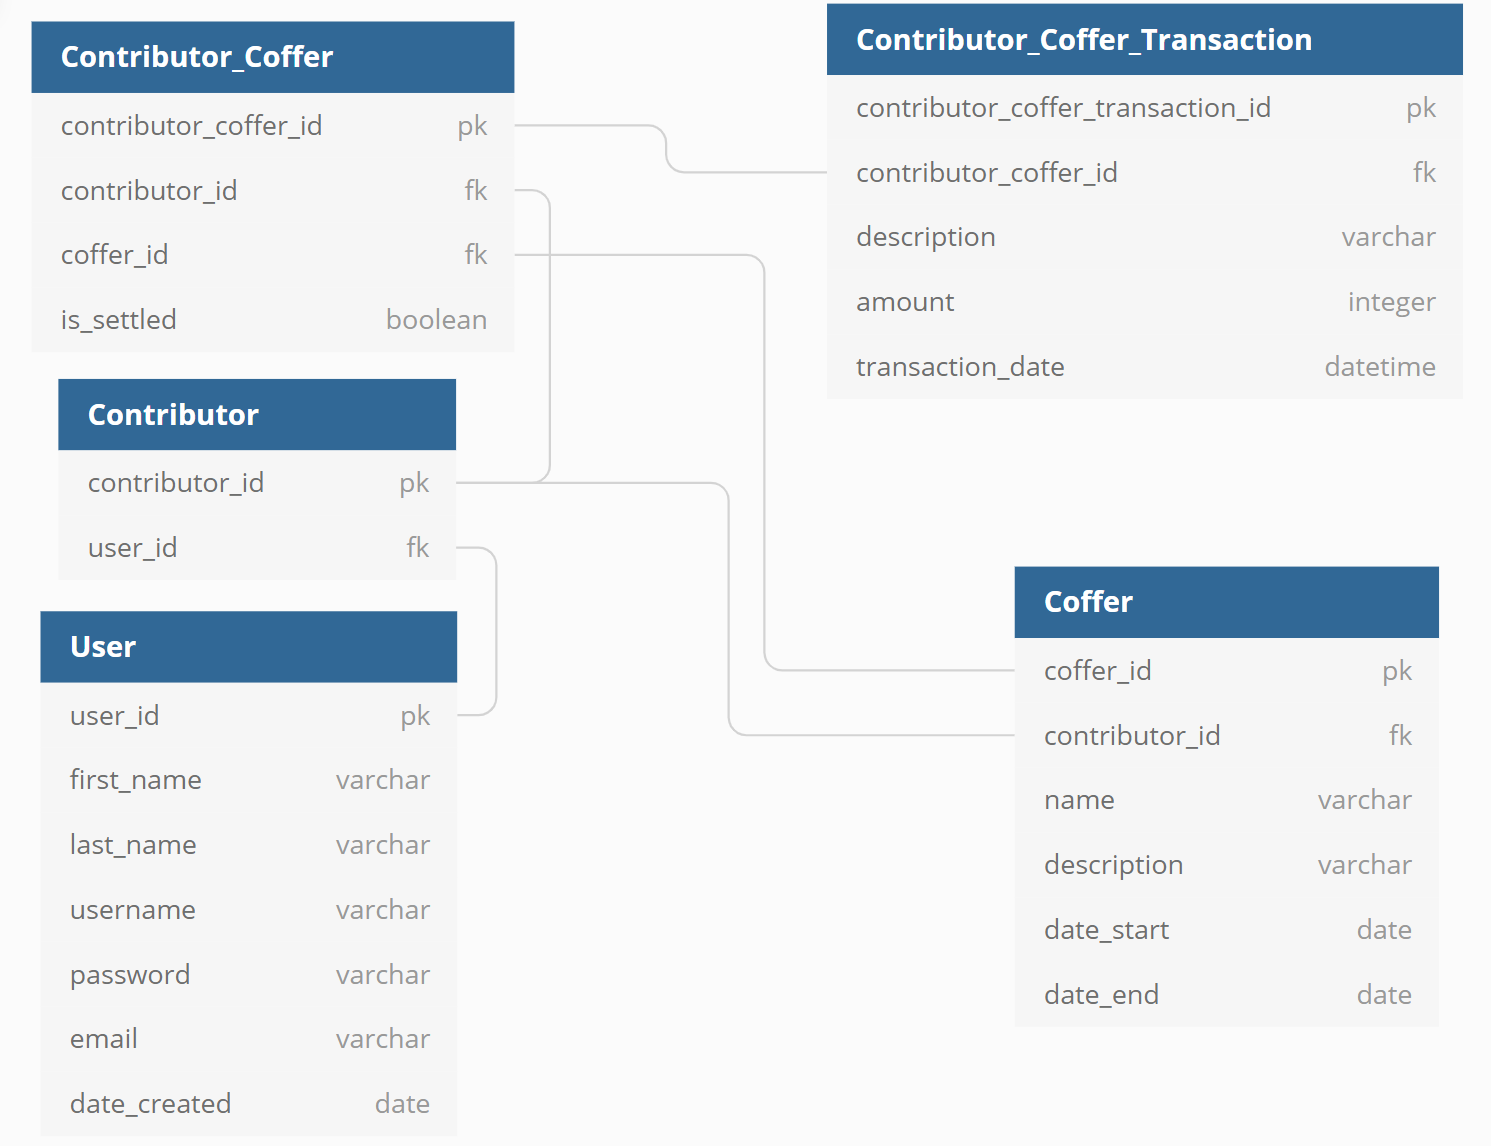 Contributor_Coffer
contributor_coffer_id pk
contributor_id fk
coffer_id fk
is_settled boolean
Contributor_Coffer_Transaction
contributor_coffer_transaction_id pk
contributor_coffer_id fk
description varchar
amount integer
transaction_date datetime
Contributor
contributor_id pk
user_id fk
User
user_id pk
first_name varchar
last_name varchar
username varchar
password varchar
email varchar
date_created date
Coffer
coffer_id pk
contributor_id fk
name varchar
description varchar
date_start date
date_end date